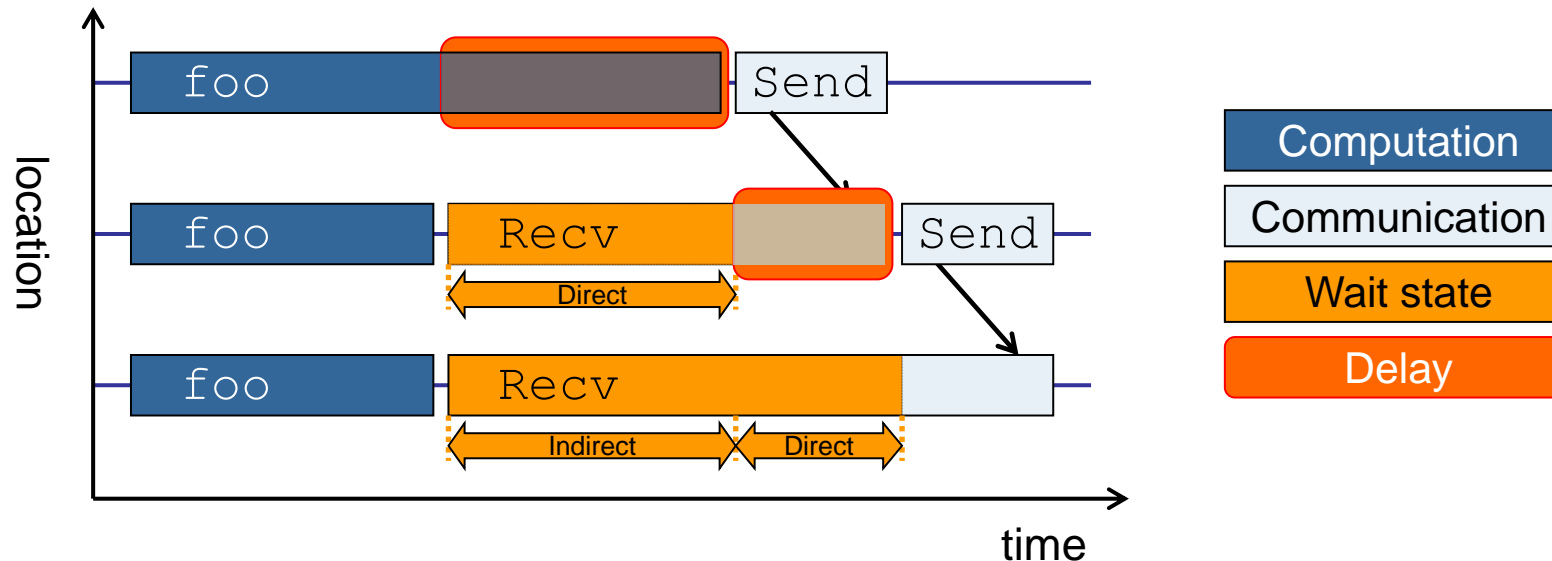 foo
Send
foo
Recv
Send
Direct
foo
Recv
Indirect
Direct
location
time
Computation
Communication
Wait state
Delay